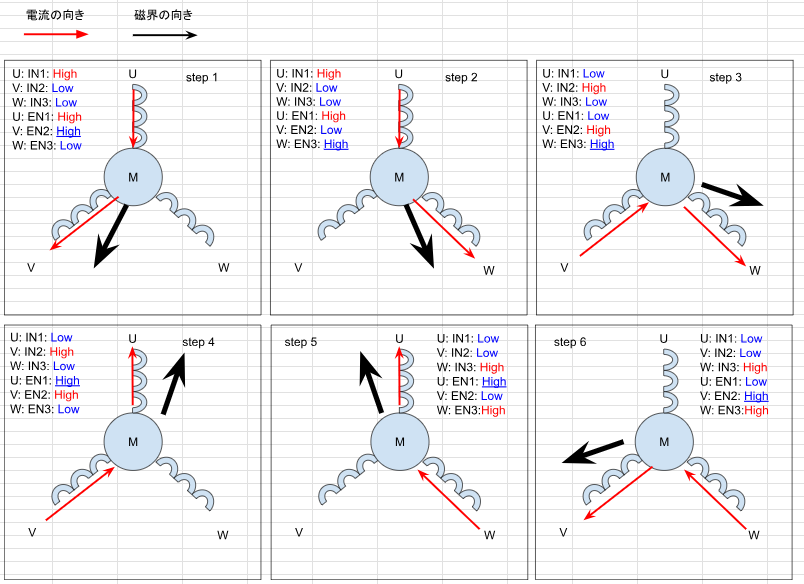 電流の向き
磁界の向き
U: IN1: High
V: IN2: Low
W: IN3: Low
U: EN1: High
V: EN2: High
W: EN3: Low
U
step 1
M
V
W
U: IN1: High
V: IN2: Low
W: IN3: Low
U: EN1: High
V: EN2: Low
W: EN3: High
U
step 2
M
V
W
U: IN1: Low
V: IN2: High
W: IN3: Low
U: EN1: Low
V: EN2: High
W: EN3: High
U
step 3
M
V
W
U: IN1: Low
V: IN2: High
W: IN3: Low
U: EN1: High
V: EN2: High
W: EN3: Low
U
step 4
M
V
W
step 5
U
U: IN1: Low
V: IN2: Low
W: IN3: High
U: EN1: High
V: EN2: Low
W: EN3:High
M
V
W
step 6
U
U: IN1: Low
V: IN2: Low
W: IN3: High
U: EN1: Low
V: EN2: High
W: EN3:High
M
V
W